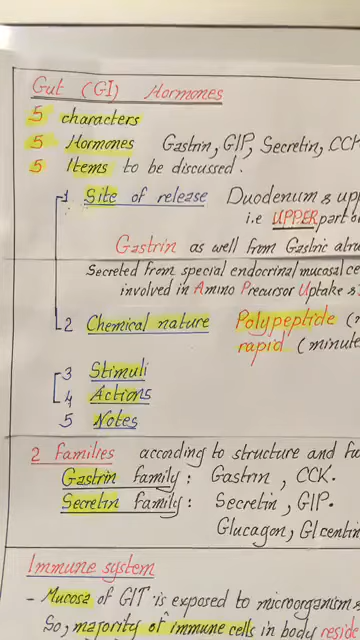 Gut (GI) Hormones
5 characters
5 Hormones Gastrin, GIP, Secretin, CCK
5 Items to be discussed.
1 Site of release Duodenum & upp
i.e UPPER part of
Gastrin as well from Gastric atru
Secreted from special endocrinal mucosal ce
involved in Amino Precursor Uptake &
2 Chemical nature Polypeptide
rapid (minute
3 Stimuli
4 Actions
5 Notes
2 Families according to structure and fu
Gastrin family: Gastrin, CCK.
Secretin family: Secretin, GIP.
Glucagon, Glcentin
Immune system
- Mucosa of GIT is exposed to microorganism
So, majority of immune cells in body reside